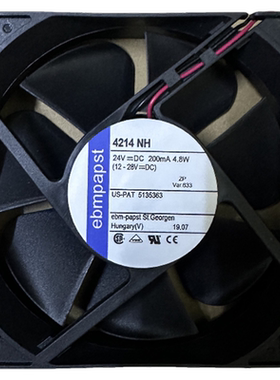 ebmpapst
4214 NH
24V⎓DC 200mA 4.8W
(12 - 28V⎓DC)
ZP
Var.633
US-PAT 5135363
ebm-papst St.Georgen
Hungary(V) 19.07